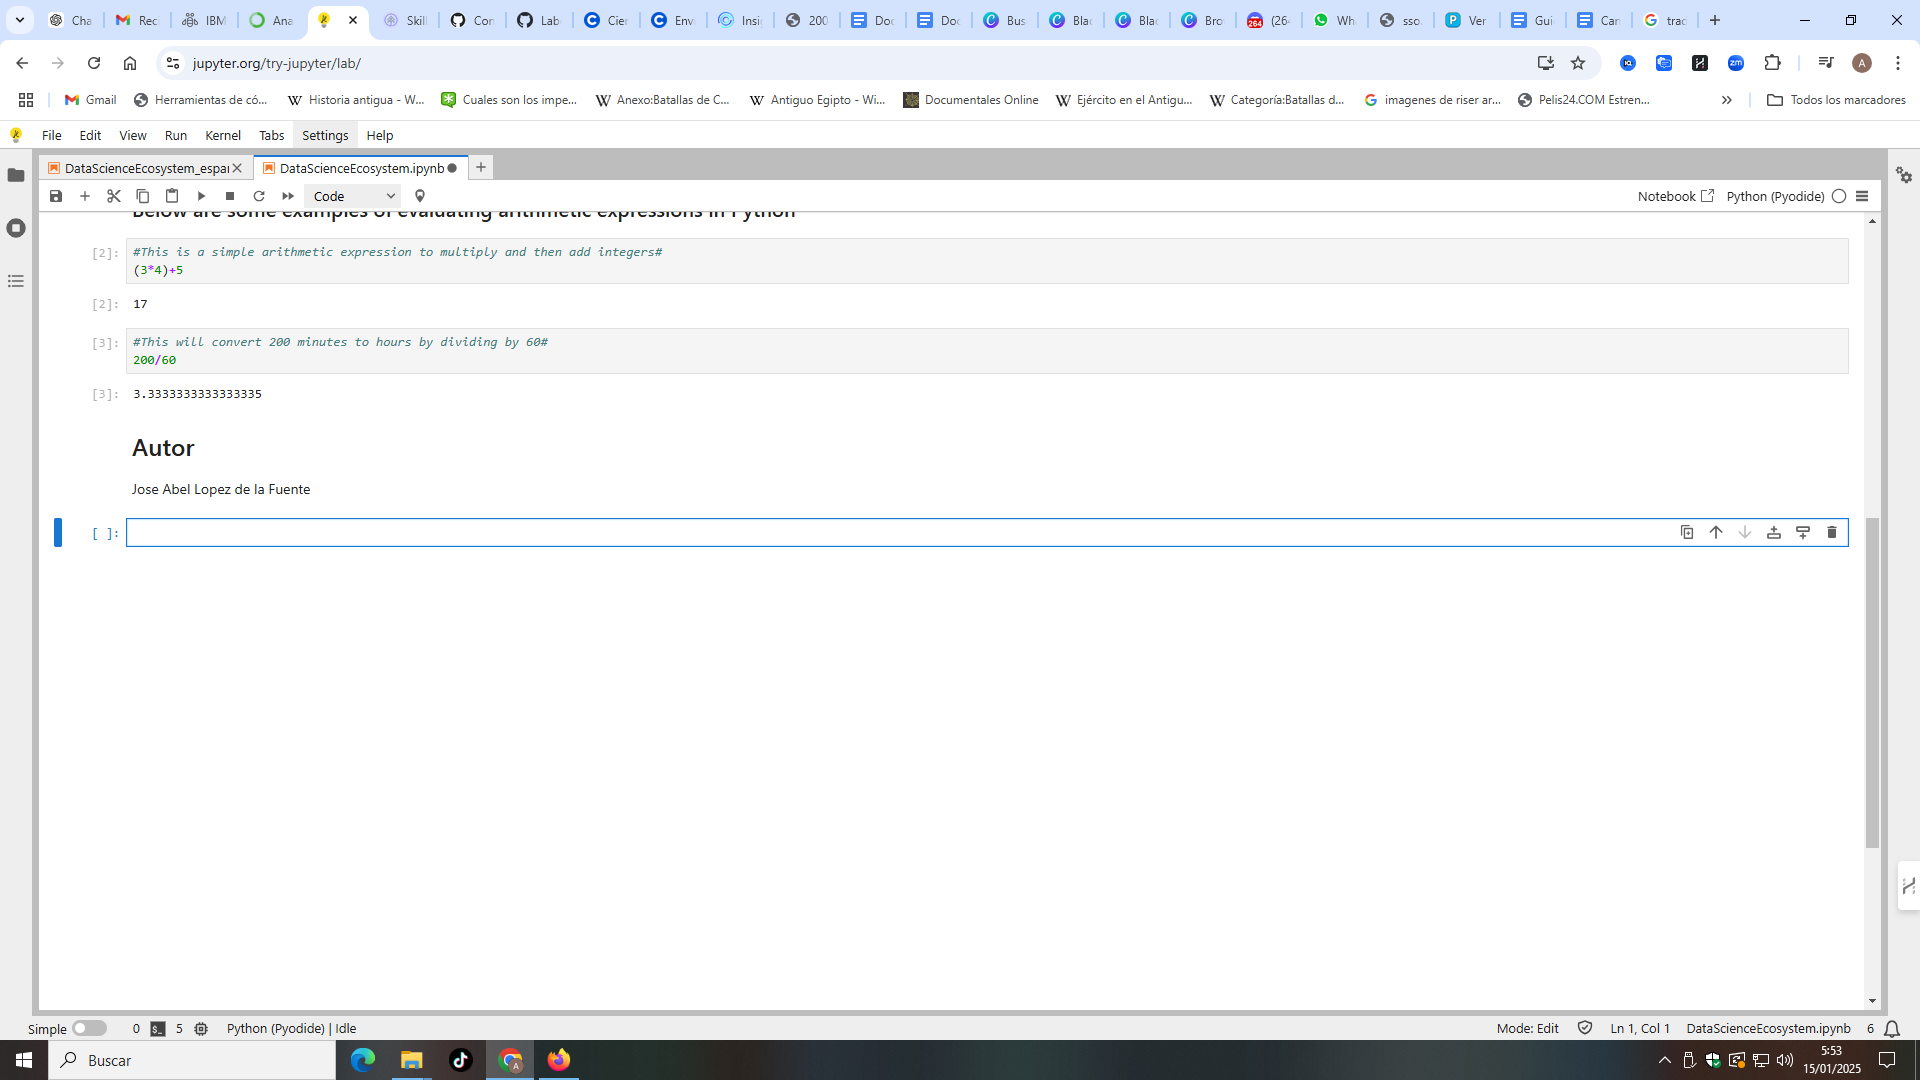 Cha
Rec
IBM
Ana
Skill
Con
Lab
Cier
Envi
Insi
200
Doc
Doc
Bus
Bla
Bla
Bro
(264
Wh
sso.
Ver
Gui
Can
trac
jupyter.org/try-jupyter/lab/
Gmail
Herramientas de có...
Historia antigua - W...
Cuales son los impe...
Anexo:Batallas de C...
Antiguo Egipto - Wi...
Documentales Online
Ejército en el Antigu...
Categoría:Batallas d...
imagenes de riser ar...
Pelis24.COM Estren...
Todos los marcadores
File Edit View Run Kernel Tabs Settings Help
DataScienceEcosystem_espa
DataScienceEcosystem.ipynb
Code
Notebook
Python (Pyodide)
Below are some examples of evaluating arithmetic expressions in Python
[2]: #This is a simple arithmetic expression to multiply and then add integers#
(3*4)+5
[2]: 17
[3]: #This will convert 200 minutes to hours by dividing by 60#
200/60
[3]: 3.3333333333333335
Autor
Jose Abel Lopez de la Fuente
[ ]:
Simple 0 5 Python (Pyodide) | Idle
Mode: Edit Ln 1, Col 1 DataScienceEcosystem.ipynb 6
Buscar
5:53
15/01/2025